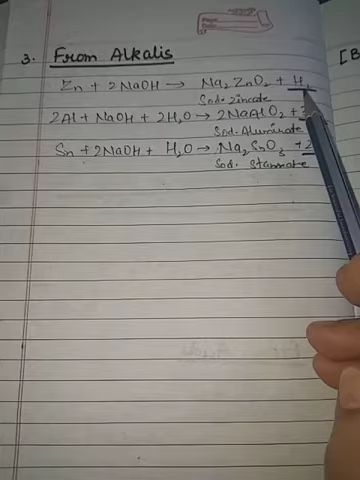 3. From Alkalis
[B
Zn + 2NaOH → Na₂ZnO₂ + H₂
Sod. Zincate
2Al + NaOH + 2H₂O → 2NaAlO₂ + 3
Sod. Aluminate
Sn + 2NaOH + H₂O → Na₂SnO₃ + 2
Sod. Stannate